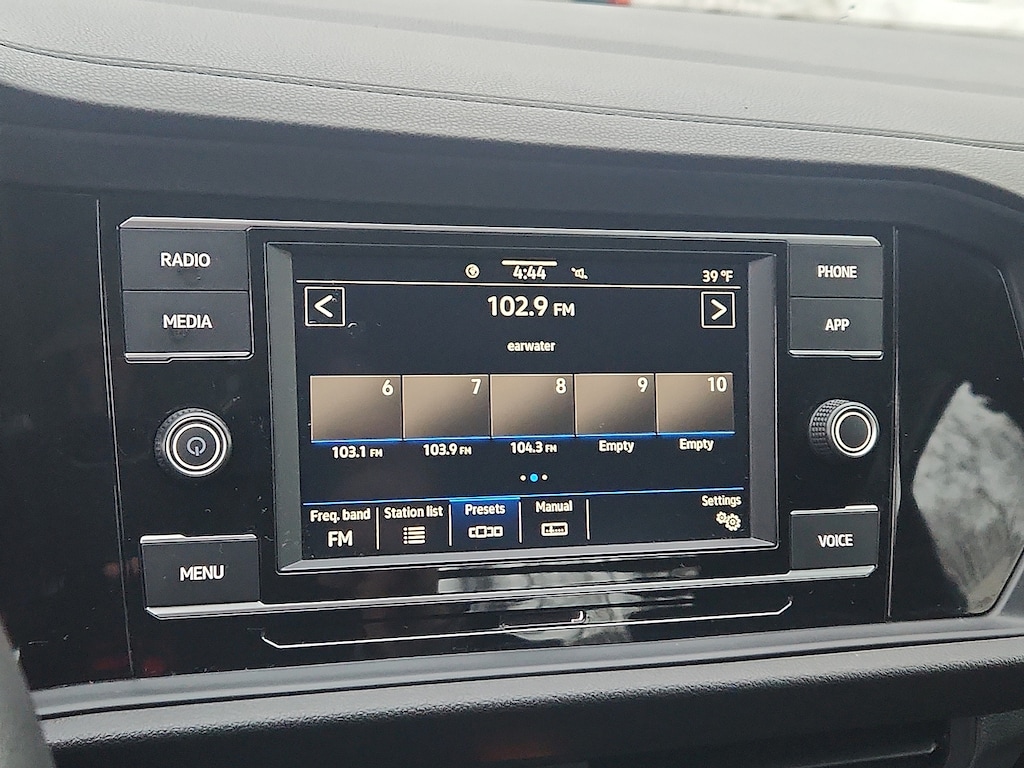 RADIO
MEDIA
MENU
4:44
39 °F
<
102.9 FM
>
earwater
6 7 8 9 10
103.1 FM 103.9 FM 104.3 FM Empty Empty
Freq. band Station list Presets Manual Settings
FM
PHONE
APP
VOICE